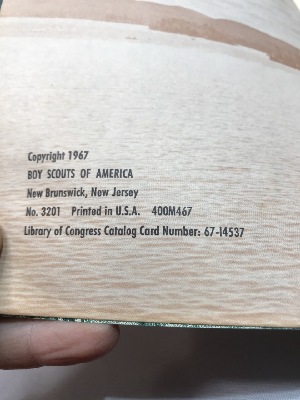 Copyright 1967
BOY SCOUTS OF AMERICA
New Brunswick, New Jersey
No. 3201 Printed in U.S.A. 400M467
Library of Congress Catalog Card Number: 67-14537